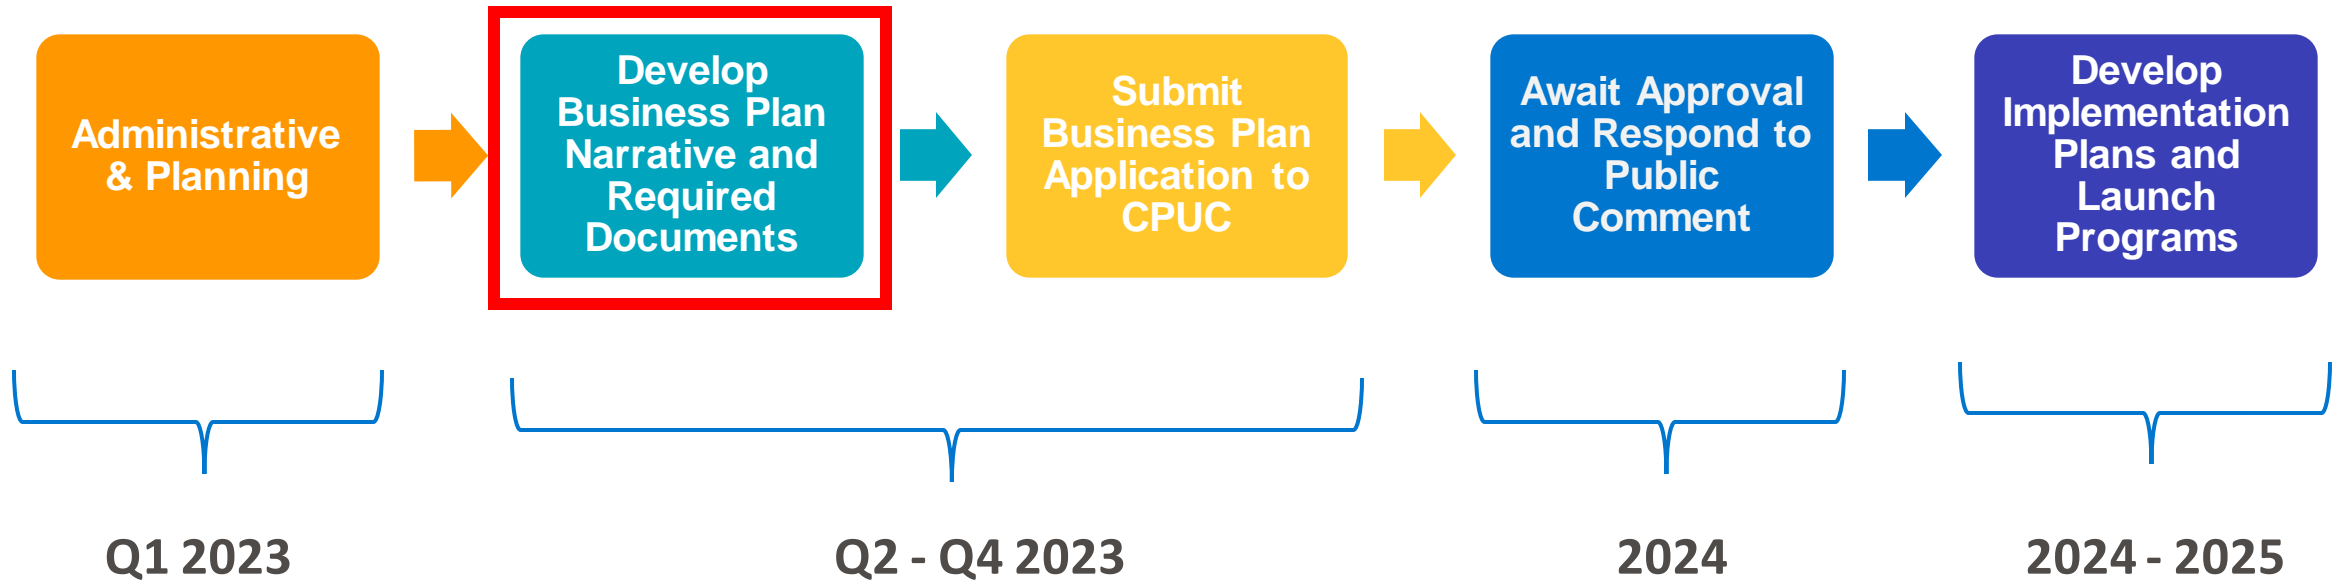 Administrative
& Planning
Develop
Business Plan
Narrative and
Required
Documents
Submit
Business Plan
Application to
CPUC
Await Approval
and Respond to
Public
Comment
Develop
Implementation
Plans and
Launch
Programs
Q1 2023
Q2 - Q4 2023
2024
2024 - 2025